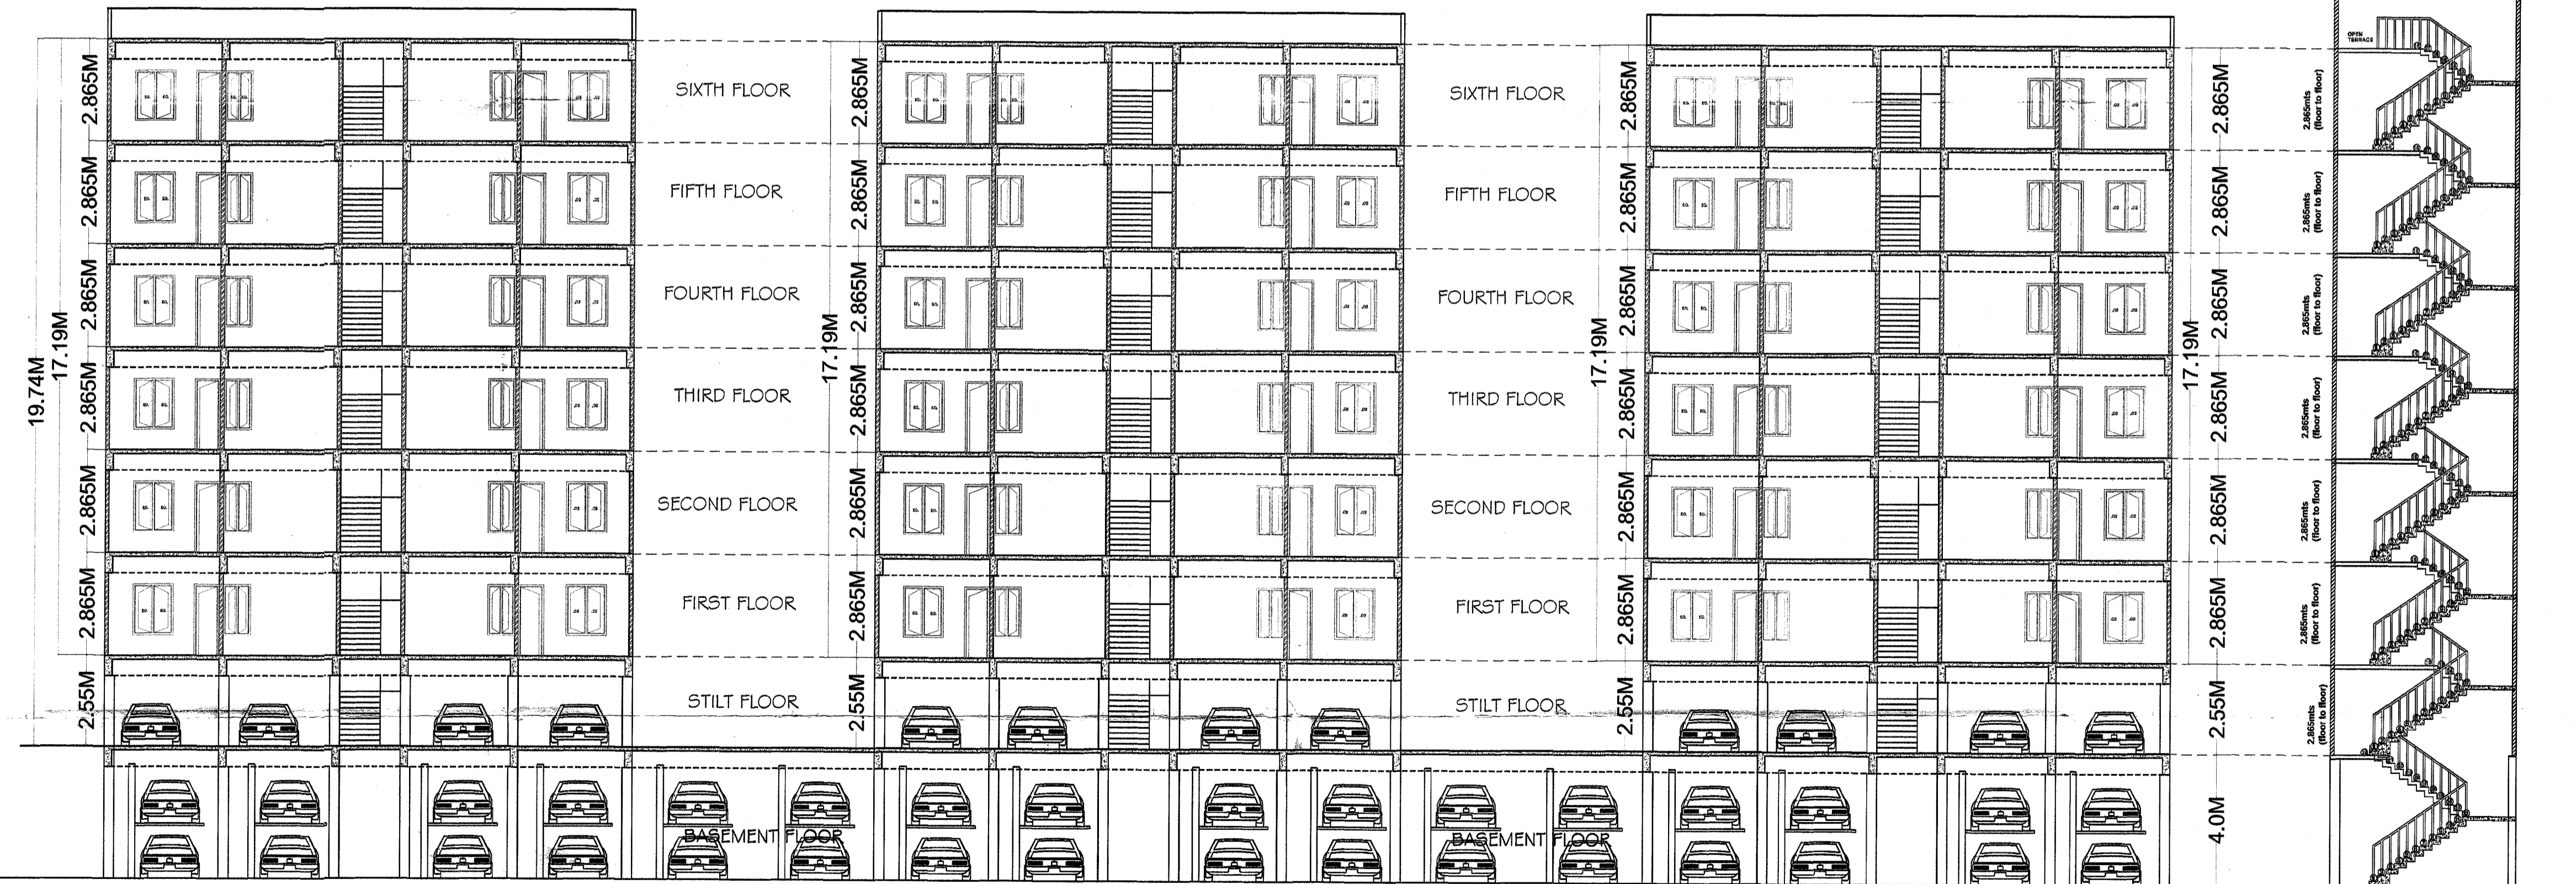 OPEN
TERRACE
2.865M
SIXTH FLOOR
2.865M
SIXTH FLOOR
2.865M
2.865M
2.865mts
(floor to floor)
2.865M
FIFTH FLOOR
2.865M
FIFTH FLOOR
2.865M
2.865M
2.865mts
(floor to floor)
2.865M
FOURTH FLOOR
2.865M
FOURTH FLOOR
2.865M
2.865M
2.865mts
(floor to floor)
19.74M
17.19M
17.19M
17.19M
17.19M
2.865M
THIRD FLOOR
2.865M
THIRD FLOOR
2.865M
2.865M
2.865mts
(floor to floor)
2.865M
SECOND FLOOR
2.865M
SECOND FLOOR
2.865M
2.865M
2.865mts
(floor to floor)
2.865M
FIRST FLOOR
2.865M
FIRST FLOOR
2.865M
2.865M
2.865mts
(floor to floor)
2.55M
STILT FLOOR
2.55M
STILT FLOOR
2.55M
2.55M
2.865mts
(floor to floor)
BASEMENT FLOOR
BASEMENT FLOOR
4.0M